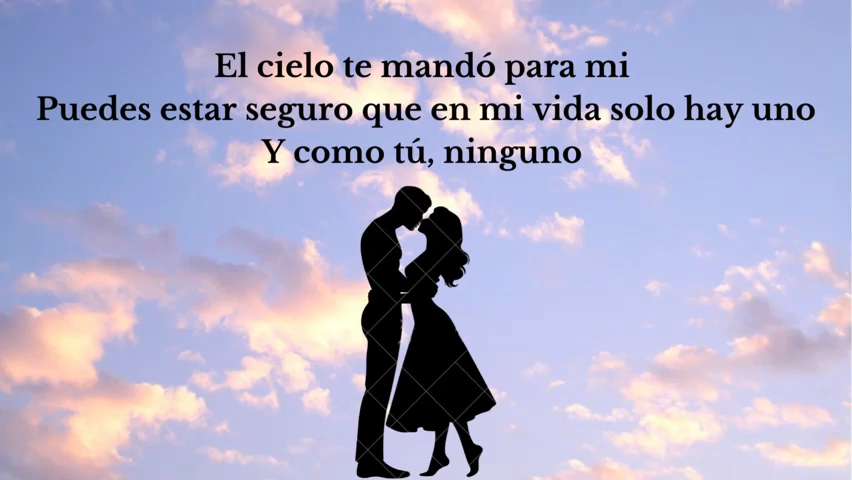 El cielo te mandó para mi
Puedes estar seguro que en mi vida solo hay uno
Y como tú, ninguno